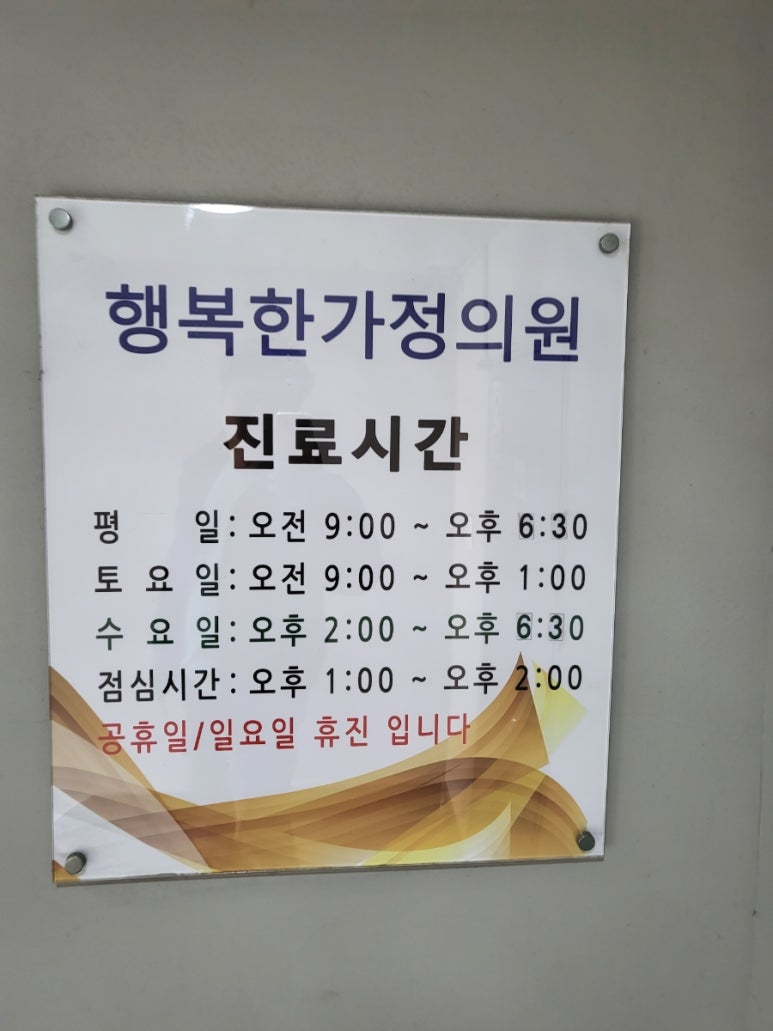 행복한가정의원
진료시간
평 일: 오전 9:00 ~ 오후 6:30
토 요 일: 오전 9:00 ~ 오후 1:00
수 요 일: 오후 2:00 ~ 오후 6:30
점심시간: 오후 1:00 ~ 오후 2:00
공휴일/일요일 휴진 입니다